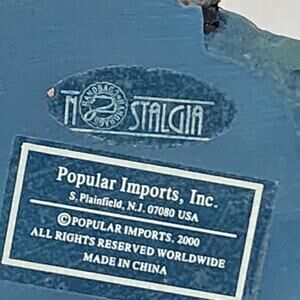 NOSTALGIA
Popular Imports, Inc.
S. Plainfield, N.J. 07080 USA
© POPULAR IMPORTS, 2000
ALL RIGHTS RESERVED WORLDWIDE
MADE IN CHINA